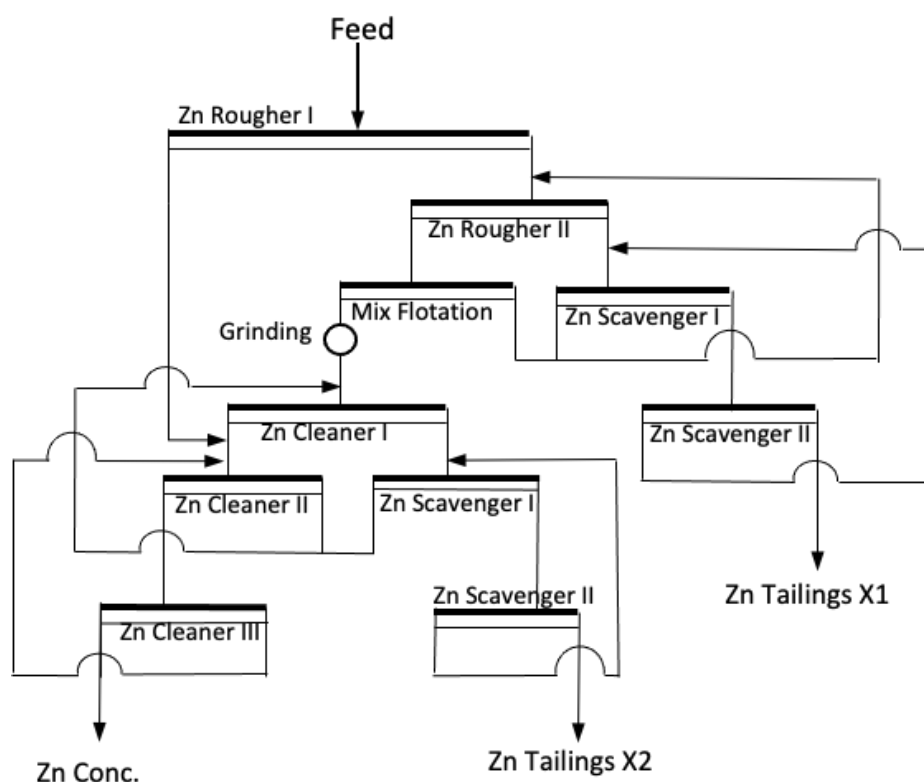 Feed
Zn Rougher I
Zn Rougher II
Mix Flotation
Zn Scavenger I
Grinding
Zn Cleaner I
Zn Scavenger II
Zn Cleaner II
Zn Scavenger I
Zn Scavenger II
Zn Tailings X1
Zn Cleaner III
Zn Conc.
Zn Tailings X2